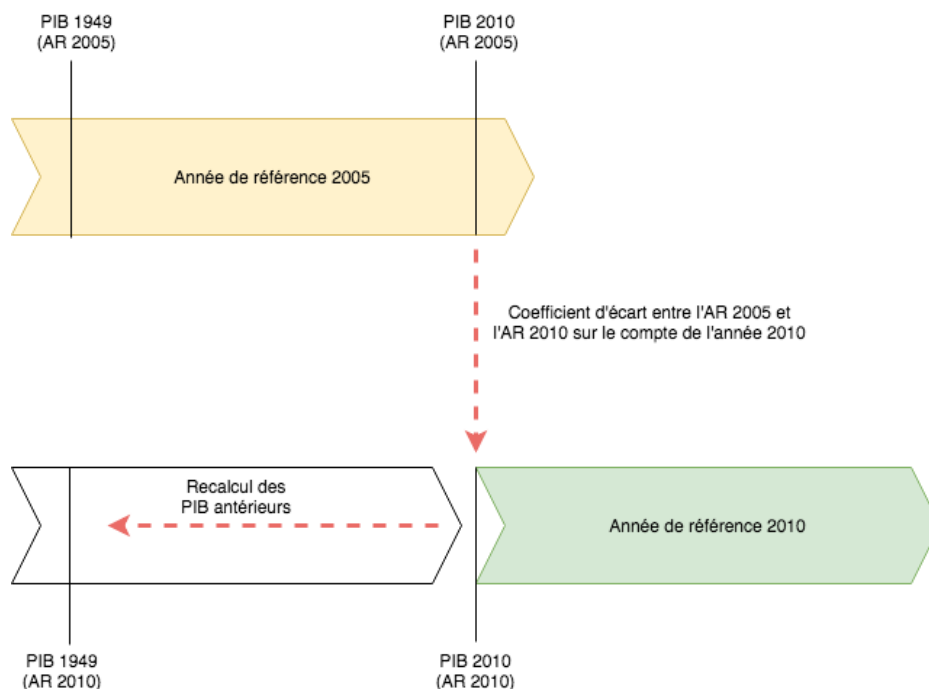 PIB 1949
(AR 2005)
PIB 2010
(AR 2005)
Année de référence 2005
Coefficient d'écart entre l'AR 2005 et
l'AR 2010 sur le compte de l'année 2010
Recalcul des
PIB antérieurs
Année de référence 2010
PIB 1949
(AR 2010)
PIB 2010
(AR 2010)